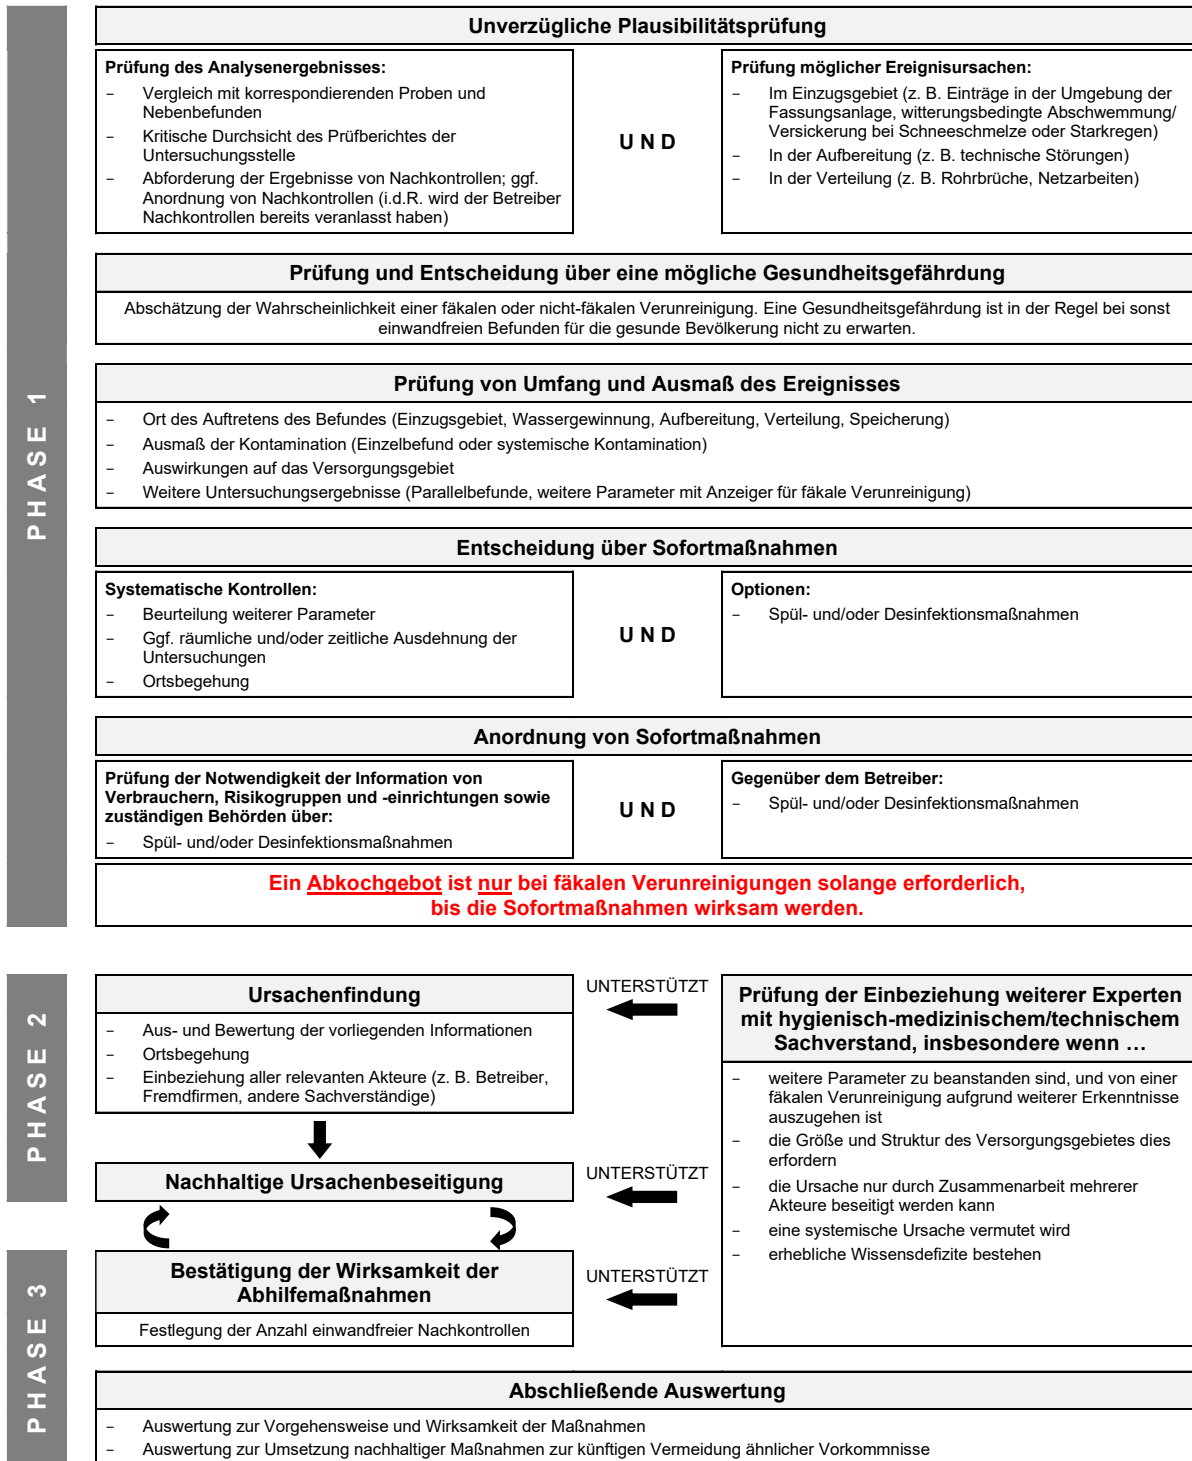 PHASE 1
Unverzügliche Plausibilitätsprüfung
Prüfung des Analysenergebnisses:
- Vergleich mit korrespondierenden Proben und
Nebenbefunden
- Kritische Durchsicht des Prüfberichtes der
Untersuchungsstelle
- Abforderung der Ergebnisse von Nachkontrollen; ggf.
Anordnung von Nachkontrollen (i.d.R. wird der Betreiber
Nachkontrollen bereits veranlasst haben)
UND
Prüfung möglicher Ereignisursachen:
- Im Einzugsgebiet (z. B. Einträge in der Umgebung der
Fassungsanlage, witterungsbedingte Abschwemmung/
Versickerung bei Schneeschmelze oder Starkregen)
- In der Aufbereitung (z. B. technische Störungen)
- In der Verteilung (z. B. Rohrbrüche, Netzarbeiten)
Prüfung und Entscheidung über eine mögliche Gesundheitsgefährdung
Abschätzung der Wahrscheinlichkeit einer fäkalen oder nicht-fäkalen Verunreinigung. Eine Gesundheitsgefährdung ist in der Regel bei sonst
einwandfreien Befunden für die gesunde Bevölkerung nicht zu erwarten.
Prüfung von Umfang und Ausmaß des Ereignisses
- Ort des Auftretens des Befundes (Einzugsgebiet, Wassergewinnung, Aufbereitung, Verteilung, Speicherung)
- Ausmaß der Kontamination (Einzelbefund oder systemische Kontamination)
- Auswirkungen auf das Versorgungsgebiet
- Weitere Untersuchungsergebnisse (Parallelbefunde, weitere Parameter mit Anzeiger für fäkale Verunreinigung)
Entscheidung über Sofortmaßnahmen
Systematische Kontrollen:
- Beurteilung weiterer Parameter
- Ggf. räumliche und/oder zeitliche Ausdehnung der
Untersuchungen
- Ortsbegehung
UND
Optionen:
- Spül- und/oder Desinfektionsmaßnahmen
Anordnung von Sofortmaßnahmen
Prüfung der Notwendigkeit der Information von
Verbrauchern, Risikogruppen und -einrichtungen sowie
zuständigen Behörden über:
- Spül- und/oder Desinfektionsmaßnahmen
UND
Gegenüber dem Betreiber:
- Spül- und/oder Desinfektionsmaßnahmen
Ein Abkochgebot ist nur bei fäkalen Verunreinigungen solange erforderlich,
bis die Sofortmaßnahmen wirksam werden.
PHASE 2
Ursachenfindung
- Aus- und Bewertung der vorliegenden Informationen
- Ortsbegehung
- Einbeziehung aller relevanten Akteure (z. B. Betreiber,
Fremdfirmen, andere Sachverständige)
UNTERSTÜTZT
Nachhaltige Ursachenbeseitigung
UNTERSTÜTZT
Prüfung der Einbeziehung weiterer Experten
mit hygienisch-medizinischem/technischem
Sachverstand, insbesondere wenn …
- weitere Parameter zu beanstanden sind, und von einer
fäkalen Verunreinigung aufgrund weiterer Erkenntnisse
auszugehen ist
- die Größe und Struktur des Versorgungsgebietes dies
erfordern
- die Ursache nur durch Zusammenarbeit mehrerer
Akteure beseitigt werden kann
- eine systemische Ursache vermutet wird
- erhebliche Wissensdefizite bestehen
PHASE 3
Bestätigung der Wirksamkeit der
Abhilfemaßnahmen
Festlegung der Anzahl einwandfreier Nachkontrollen
UNTERSTÜTZT
Abschließende Auswertung
- Auswertung zur Vorgehensweise und Wirksamkeit der Maßnahmen
- Auswertung zur Umsetzung nachhaltiger Maßnahmen zur künftigen Vermeidung ähnlicher Vorkommnisse